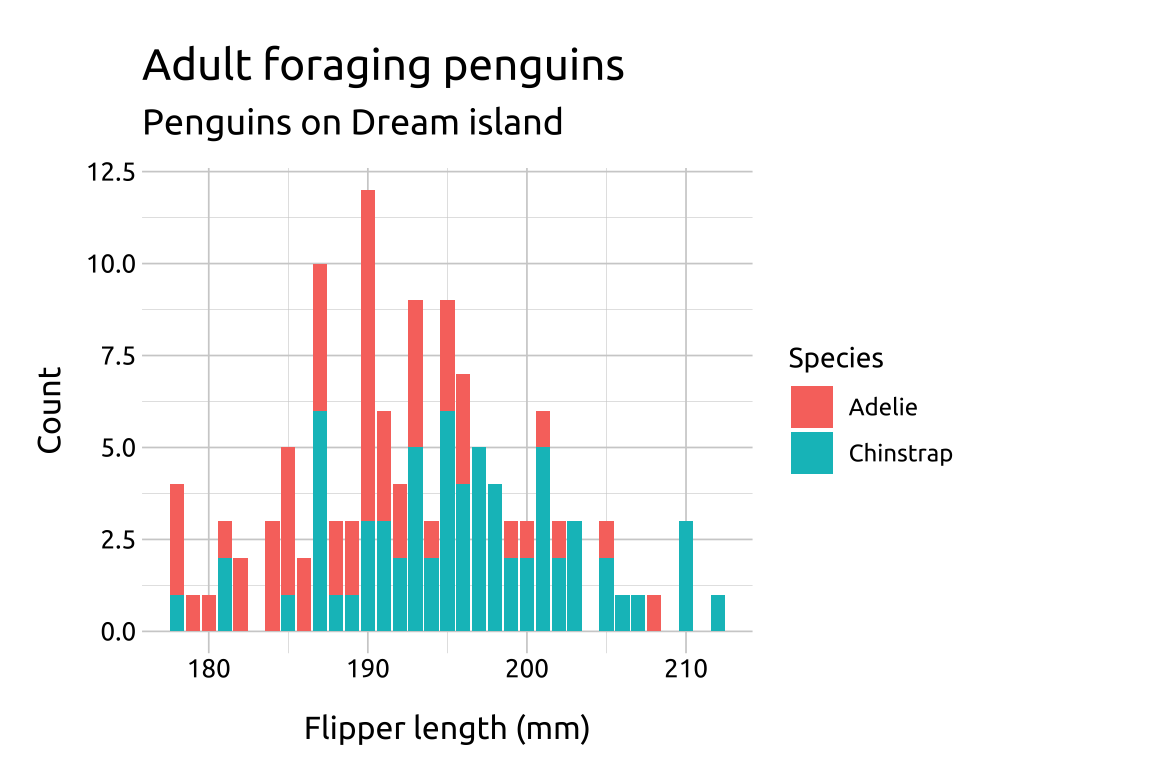 Adult foraging penguins
Penguins on Dream island
12.5
10.0
7.5
5.0
2.5
0.0
Count
180 190 200 210
Flipper length (mm)
Species
Adelie
Chinstrap